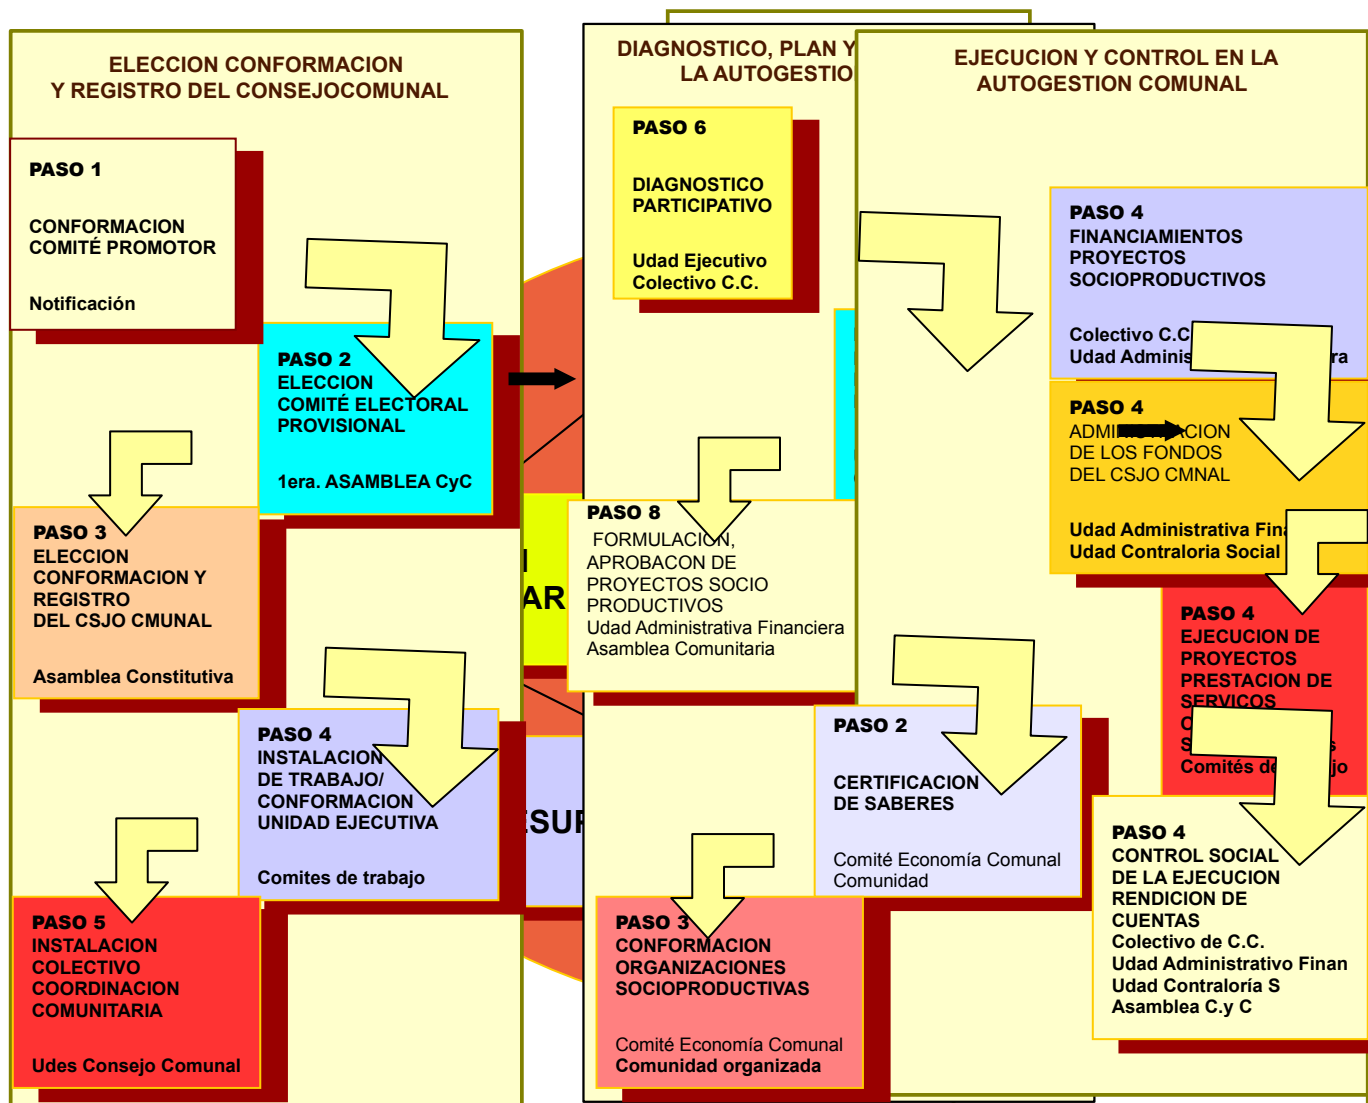 ELECCION CONFORMACION
Y REGISTRO DEL CONSEJOCOMUNAL
PASO 1
CONFORMACION
COMITÉ PROMOTOR
Notificación
PASO 2
ELECCION
COMITÉ ELECTORAL
PROVISIONAL
1era. ASAMBLEA CyC
PASO 3
ELECCION
CONFORMACION Y
REGISTRO
DEL CSJO CMUNAL
Asamblea Constitutiva
PASO 4
INSTALACION
DE TRABAJO/
CONFORMACION
UNIDAD EJECUTIVA
Comites de trabajo
PASO 5
INSTALACION
COLECTIVO
COORDINACION
COMUNITARIA
Udes Consejo Comunal
DIAGNOSTICO, PLAN Y
LA AUTOGESTIO
PASO 6
DIAGNOSTICO
PARTICIPATIVO
Udad Ejecutivo
Colectivo C.C.
PASO 8
FORMULACION,
APROBACON DE
PROYECTOS SOCIO
PRODUCTIVOS
Udad Administrativa Financiera
Asamblea Comunitaria
PASO 2
CERTIFICACION
DE SABERES
Comité Economía Comunal
Comunidad
PASO 3
CONFORMACION
ORGANIZACIONES
SOCIOPRODUCTIVAS
Comité Economía Comunal
Comunidad organizada
EJECUCION Y CONTROL EN LA
AUTOGESTION COMUNAL
PASO 4
FINANCIAMIENTOS
PROYECTOS
SOCIOPRODUCTIVOS
Colectivo C.C
Udad
PASO 4
DE LOS FONDOS
DEL CSJO CMNAL
Udad Administrativa
Udad Contraloria Social
PASO 4
EJECUCION DE
PROYECTOS
PRESTACION DE
SERVICOS
Comités de
PASO 4
CONTROL SOCIAL
DE LA EJECUCION
RENDICION DE
CUENTAS
Colectivo de C.C.
Udad Administrativo Finan
Udad Contraloría S
Asamblea C.y C